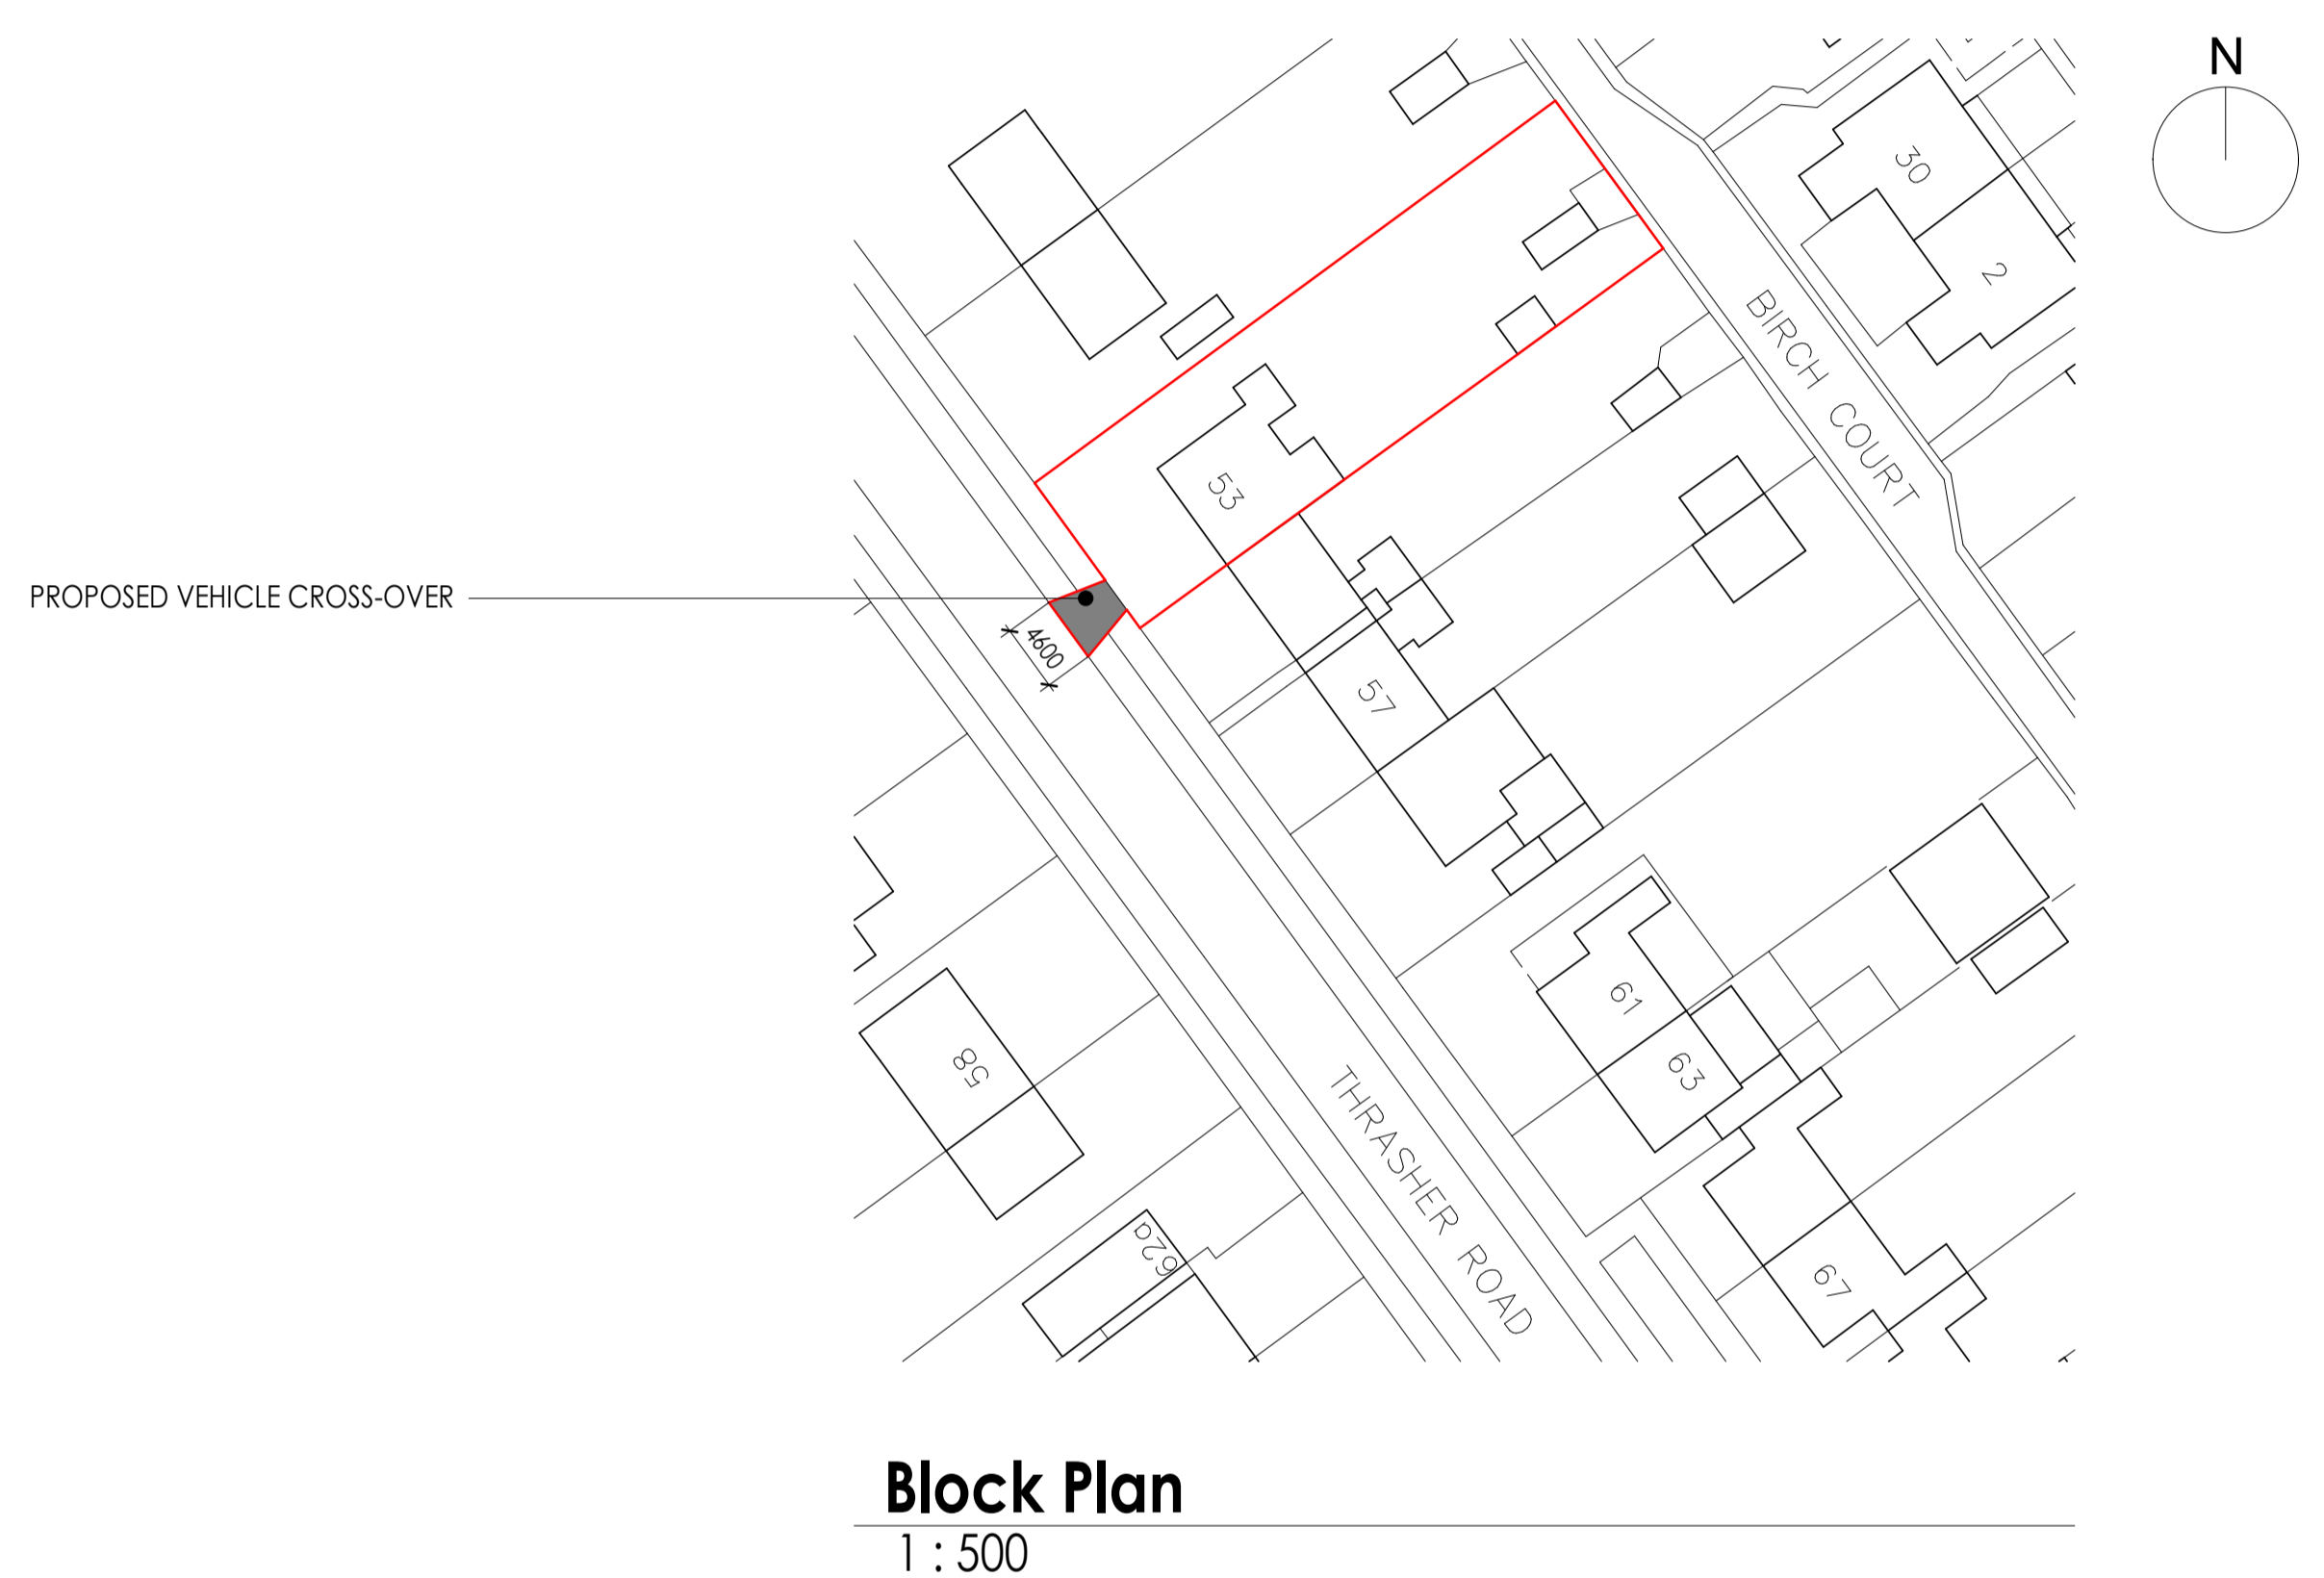 N
30
2
BIRCH COURT
53
PROPOSED VEHICLE CROSS-OVER
4600
57
61
63
58
THRASHER ROAD
62a
67
Block Plan
1 : 500